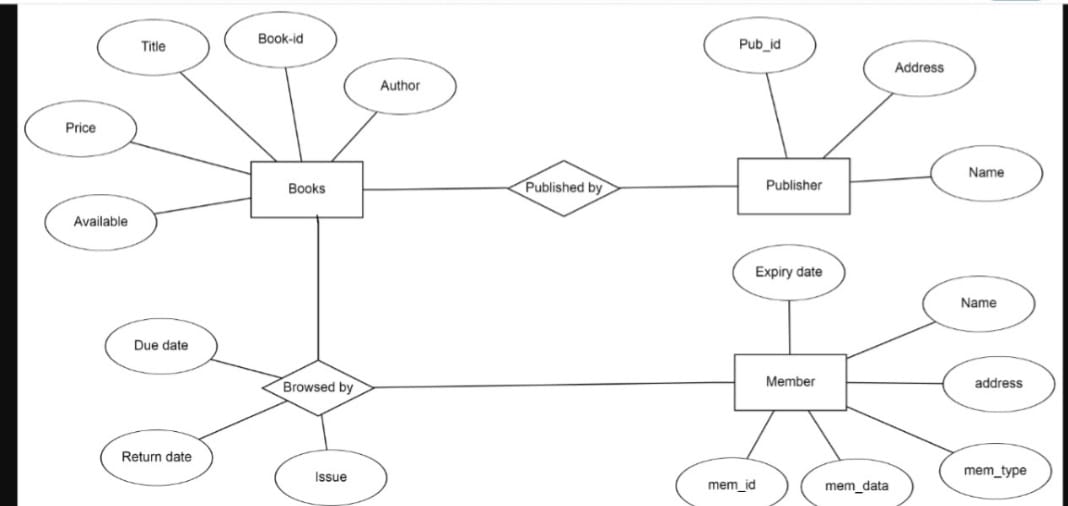 Title
Book-id
Author
Price
Available
Books
Published by
Pub_id
Address
Name
Publisher
Expiry date
Name
Member
address
mem_type
mem_data
mem_id
Due date
Browsed by
Return date
Issue